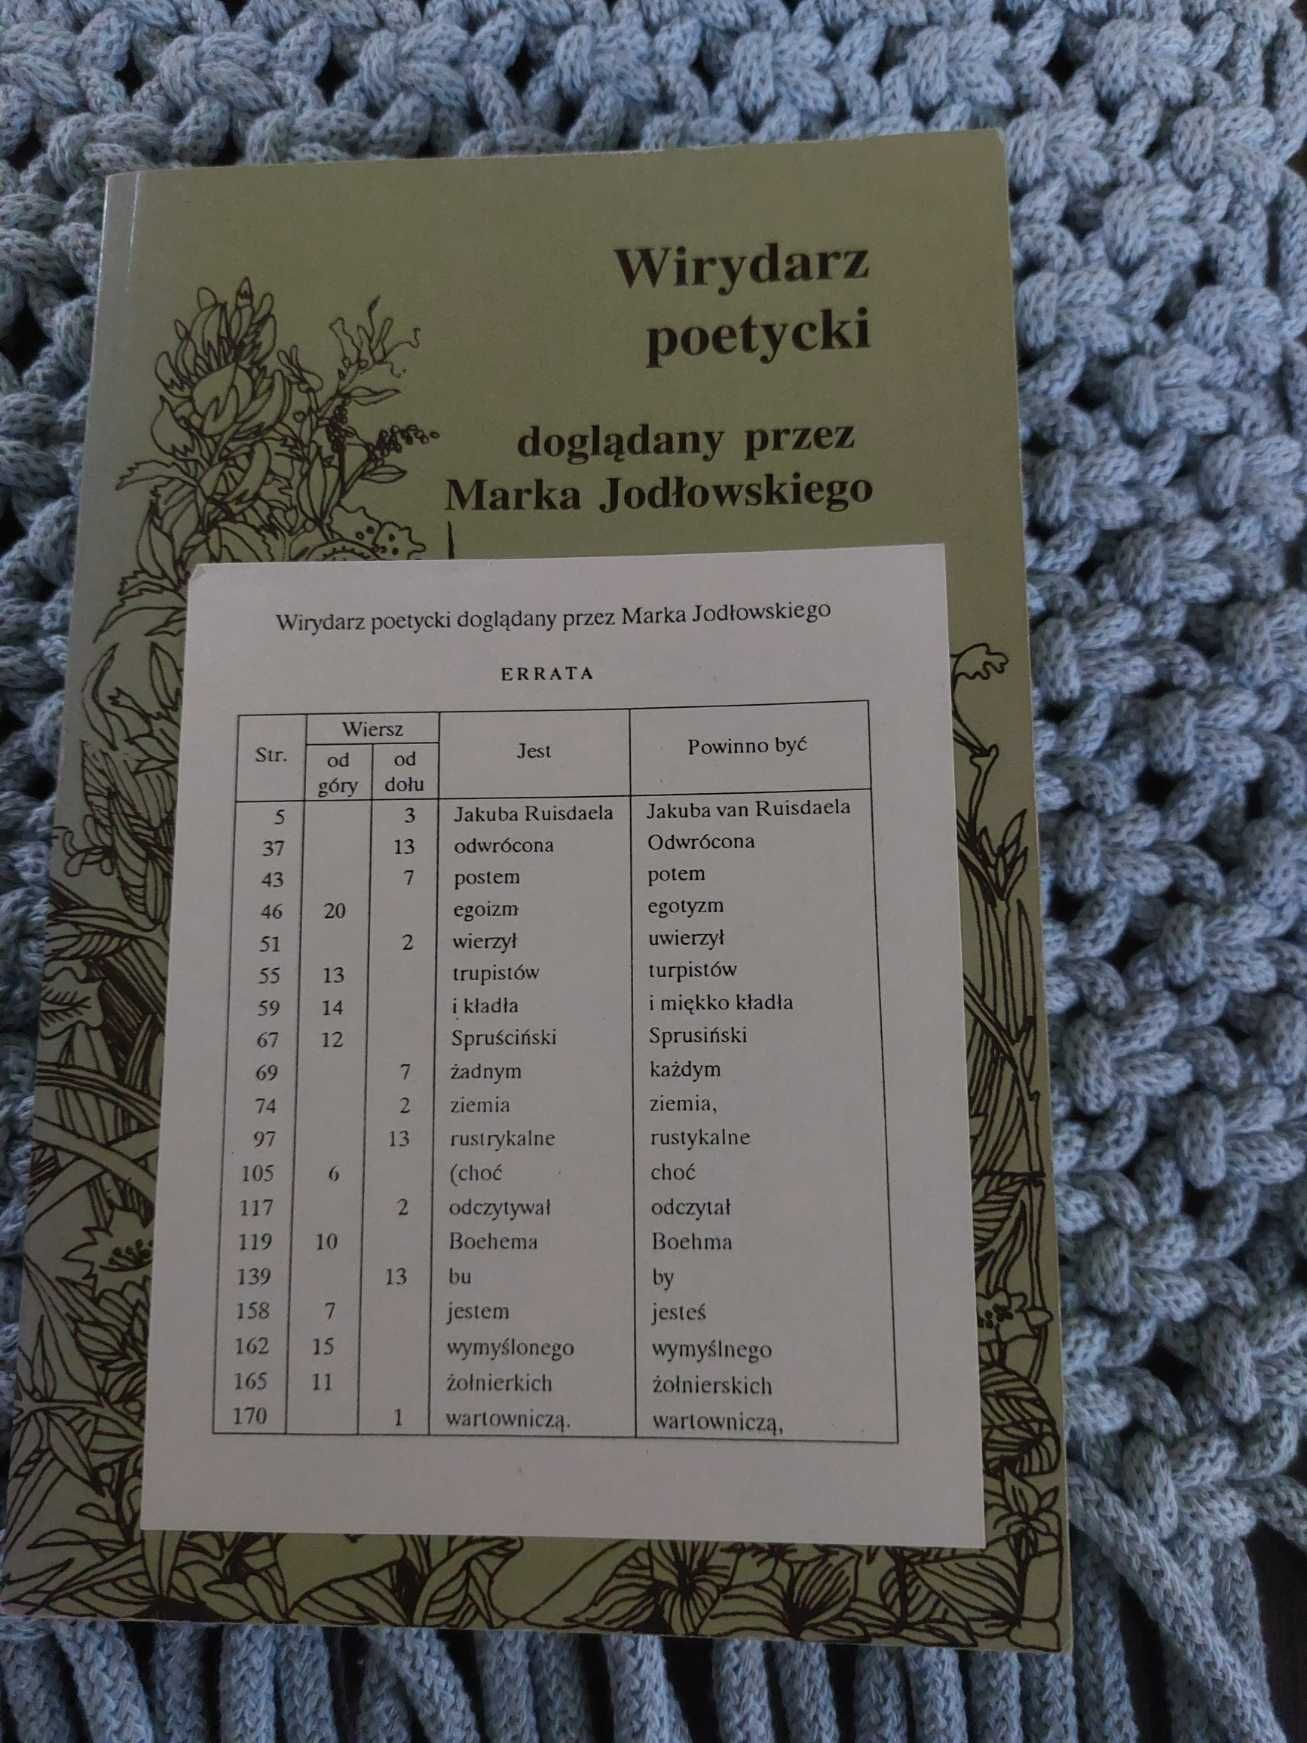 Wirydarz
poetycki
doglądany przez
Marka Jodłowskiego
Wirydarz poetycki doglądany przez Marka Jodłowskiego
ERRATA
Str. Wiersz Jest Powinno być
od góry od dołu
5 3 Jakuba Ruisdaela Jakuba van Ruisdaela
37 13 odwrócona Odwrócona
43 7 postem potem
46 20 egoizm egotyzm
51 2 wierzył uwierzył
55 13 trupistów turpistów
59 14 i kładła i miękko kładła
67 12 Spruściński Sprusiński
69 7 żadnym każdym
74 2 ziemia ziemia,
97 13 rustrykalne rustykalne
105 6 (choć choć
117 2 odczytywał odczytał
119 10 Boehema Boehma
139 13 bu by
158 7 jestem jesteś
162 15 wymyślonego wymyślnego
165 11 żołnierkich żołnierskich
170 1 wartowniczą. wartowniczą,